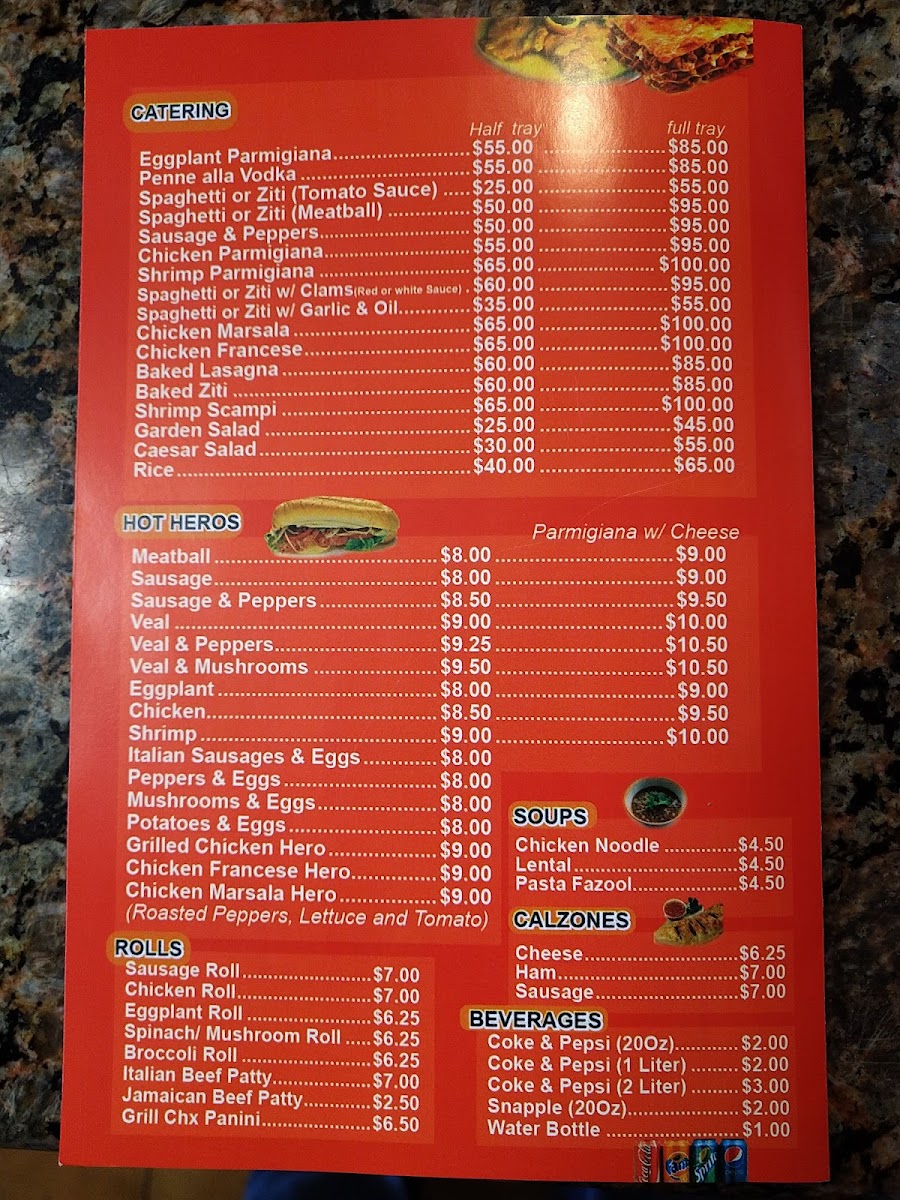 CATERING
Half tray full tray
Eggplant Parmigiana $55.00 $85.00
Penne alla Vodka $55.00 $85.00
Spaghetti or Ziti (Tomato Sauce) $25.00 $55.00
Spaghetti or Ziti (Meatball) $50.00 $95.00
Sausage & Peppers $50.00 $95.00
Chicken Parmigiana $55.00 $95.00
Shrimp Parmigiana $65.00 $100.00
Spaghetti or Ziti w/ Clams(Red or white Sauce) $60.00 $95.00
Spaghetti or Ziti w/ Garlic & Oil $35.00 $55.00
Chicken Marsala $65.00 $100.00
Chicken Francese $65.00 $100.00
Baked Lasagna $60.00 $85.00
Baked Ziti $60.00 $85.00
Shrimp Scampi $65.00 $100.00
Garden Salad $25.00 $45.00
Caesar Salad $30.00 $55.00
Rice $40.00 $65.00
HOT HEROS
Parmigiana w/ Cheese
Meatball $8.00 $9.00
Sausage $8.00 $9.00
Sausage & Peppers $8.50 $9.50
Veal $9.00 $10.00
Veal & Peppers $9.25 $10.50
Veal & Mushrooms $9.50 $10.50
Eggplant $8.00 $9.00
Chicken $8.50 $9.50
Shrimp $9.00 $10.00
Italian Sausages & Eggs $8.00
Peppers & Eggs $8.00
Mushrooms & Eggs $8.00
Potatoes & Eggs $8.00
Grilled Chicken Hero $9.00
Chicken Francese Hero $9.00
Chicken Marsala Hero $9.00
(Roasted Peppers, Lettuce and Tomato)
ROLLS
Sausage Roll $7.00
Chicken Roll $7.00
Eggplant Roll $6.25
Spinach/ Mushroom Roll $6.25
Broccoli Roll $6.25
Italian Beef Patty $7.00
Jamaican Beef Patty $2.50
Grill Chx Panini $6.50
SOUPS
Chicken Noodle $4.50
Lental $4.50
Pasta Fazool $4.50
CALZONES
Cheese $6.25
Ham $7.00
Sausage $7.00
BEVERAGES
Coke & Pepsi (20Oz) $2.00
Coke & Pepsi (1 Liter) $2.00
Coke & Pepsi (2 Liter) $3.00
Snapple (20Oz) $2.00
Water Bottle $1.00
Coca-Cola
Fanta
Sprite